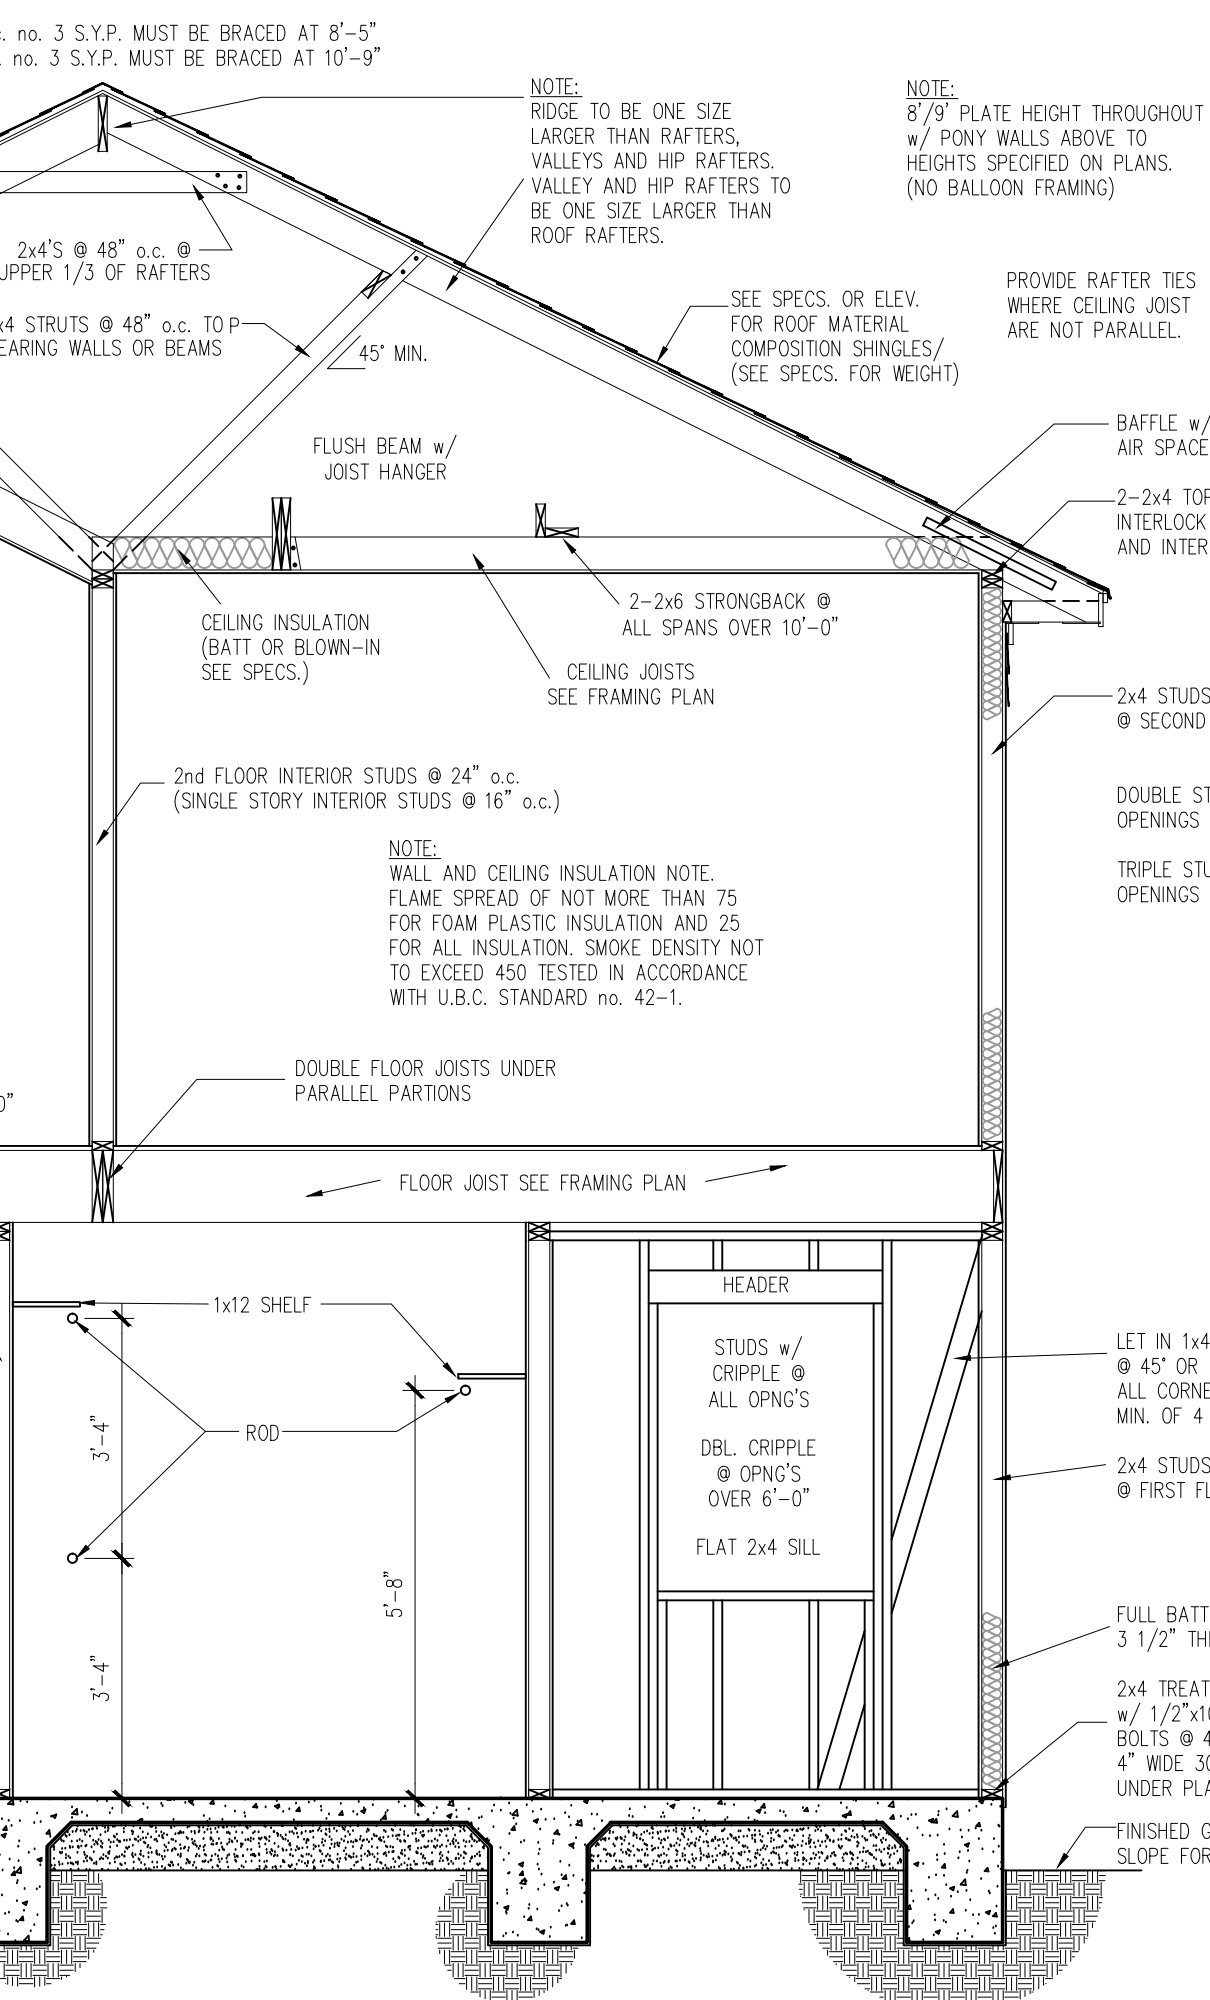 no. 3 S.Y.P. MUST BE BRACED AT 8'-5"
no. 3 S.Y.P. MUST BE BRACED AT 10'-9"
NOTE:
RIDGE TO BE ONE SIZE
LARGER THAN RAFTERS,
VALLEYS AND HIP RAFTERS.
VALLEY AND HIP RAFTERS TO
BE ONE SIZE LARGER THAN
ROOF RAFTERS.
NOTE:
8'/9' PLATE HEIGHT THROUGHOUT
w/ PONY WALLS ABOVE TO
HEIGHTS SPECIFIED ON PLANS.
(NO BALLOON FRAMING)
2x4'S @ 48" o.c. @
UPPER 1/3 OF RAFTERS
x4 STRUTS @ 48" o.c. TO P
EARING WALLS OR BEAMS
45° MIN.
SEE SPECS. OR ELEV.
FOR ROOF MATERIAL
COMPOSITION SHINGLES/
(SEE SPECS. FOR WEIGHT)
PROVIDE RAFTER TIES
WHERE CEILING JOIST
ARE NOT PARALLEL.
FLUSH BEAM w/
JOIST HANGER
BAFFLE w/
AIR SPACE
2-2x4 TOP
INTERLOCK
AND INTER
CEILING INSULATION
(BATT OR BLOWN-IN
SEE SPECS.)
2-2x6 STRONGBACK @
ALL SPANS OVER 10'-0"
CEILING JOISTS
SEE FRAMING PLAN
2x4 STUDS
@ SECOND
2nd FLOOR INTERIOR STUDS @ 24" o.c.
(SINGLE STORY INTERIOR STUDS @ 16" o.c.)
DOUBLE ST
OPENINGS
TRIPLE STU
OPENINGS
NOTE:
WALL AND CEILING INSULATION NOTE.
FLAME SPREAD OF NOT MORE THAN 75
FOR FOAM PLASTIC INSULATION AND 25
FOR ALL INSULATION. SMOKE DENSITY NOT
TO EXCEED 450 TESTED IN ACCORDANCE
WITH U.B.C. STANDARD no. 42-1.
DOUBLE FLOOR JOISTS UNDER
PARALLEL PARTIONS
0"
FLOOR JOIST SEE FRAMING PLAN
HEADER
1x12 SHELF
STUDS w/
CRIPPLE @
ALL OPNG'S
DBL. CRIPPLE
@ OPNG'S
OVER 6'-0"
FLAT 2x4 SILL
ROD
3'-4"
3'-4"
5'-8"
LET IN 1x4
@ 45° OR
ALL CORNE
MIN. OF 4
2x4 STUDS
@ FIRST FL
FULL BATT
3 1/2" THI
2x4 TREAT
w/ 1/2"x10
BOLTS @ 4
4" WIDE 30
UNDER PLA
FINISHED G
SLOPE FOR